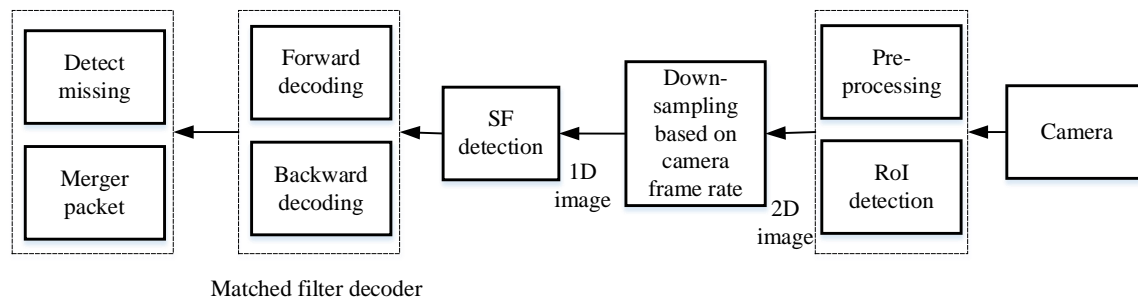 Detect
missing
Merger
packet
Forward
decoding
Backward
decoding
Matched filter decoder
SF
detection
1D
image
Down-
sampling
based on
camera
frame rate
2D
image
Pre-
processing
RoI
detection
Camera